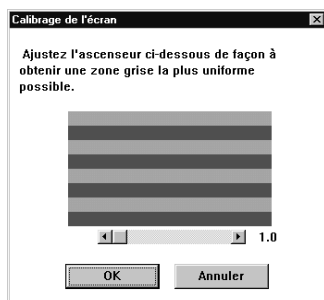 Calibrage de l'écran
Ajustez l'ascenseur ci-dessous de façon à
obtenir une zone grise la plus uniforme
possible.
1.0
OK
Annuler